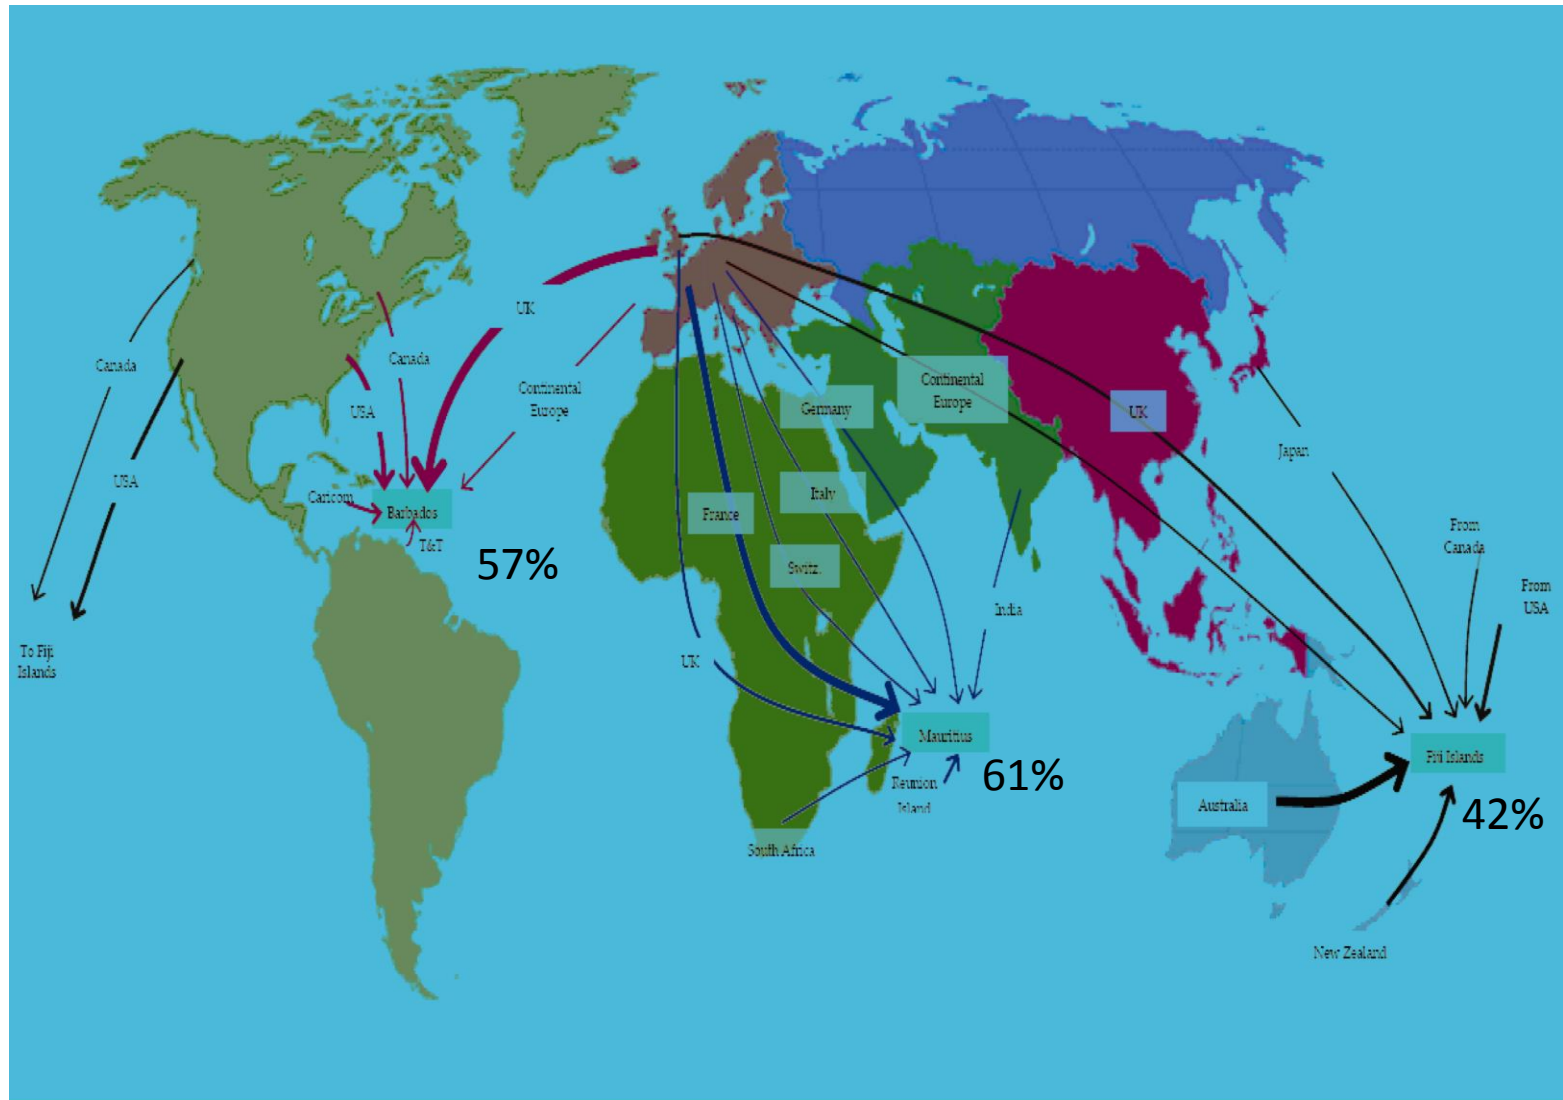 UK
Canada
Canada
USA
Continental
Europe
USA
Caricom
Barbados
T&T
57%
To Fiji
Islands
Germany
Continental
Europe
UK
Italy
France
Switz.
India
UK
Japan
From
Canada
From
USA
Mauritius
61%
Reunion
Island
South Africa
Fiji Islands
42%
Australia
New Zealand